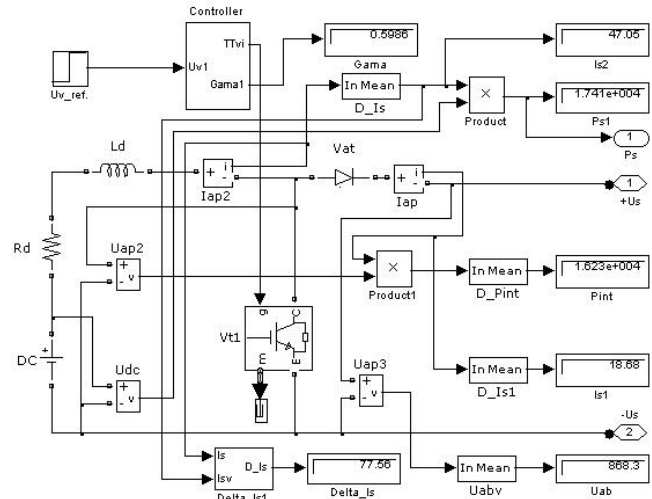 Controller
TTvi
Uv1
Gama1
Uv_ref.
0.5986
Gama
47.05
Is2
In Mean
D_Is
×
Product
1.741e+004
Ps1
1
Ps
Ld
+
i
-
Iap2
Vat
+
i
-
Iap
1
+Us
Rd
Uap2
+
-
v
×
Product1
In Mean
D_Pint
1.623e+004
Pint
g
C
Vt1
m
E
DC
+
Udc
+
-
v
Uap3
+
-
v
In Mean
D_Is1
18.68
Is1
-Us
2
Is
Isv
D_Is
Delta_Is1
77.56
Delta_Is
In Mean
Uabv
868.3
Uab